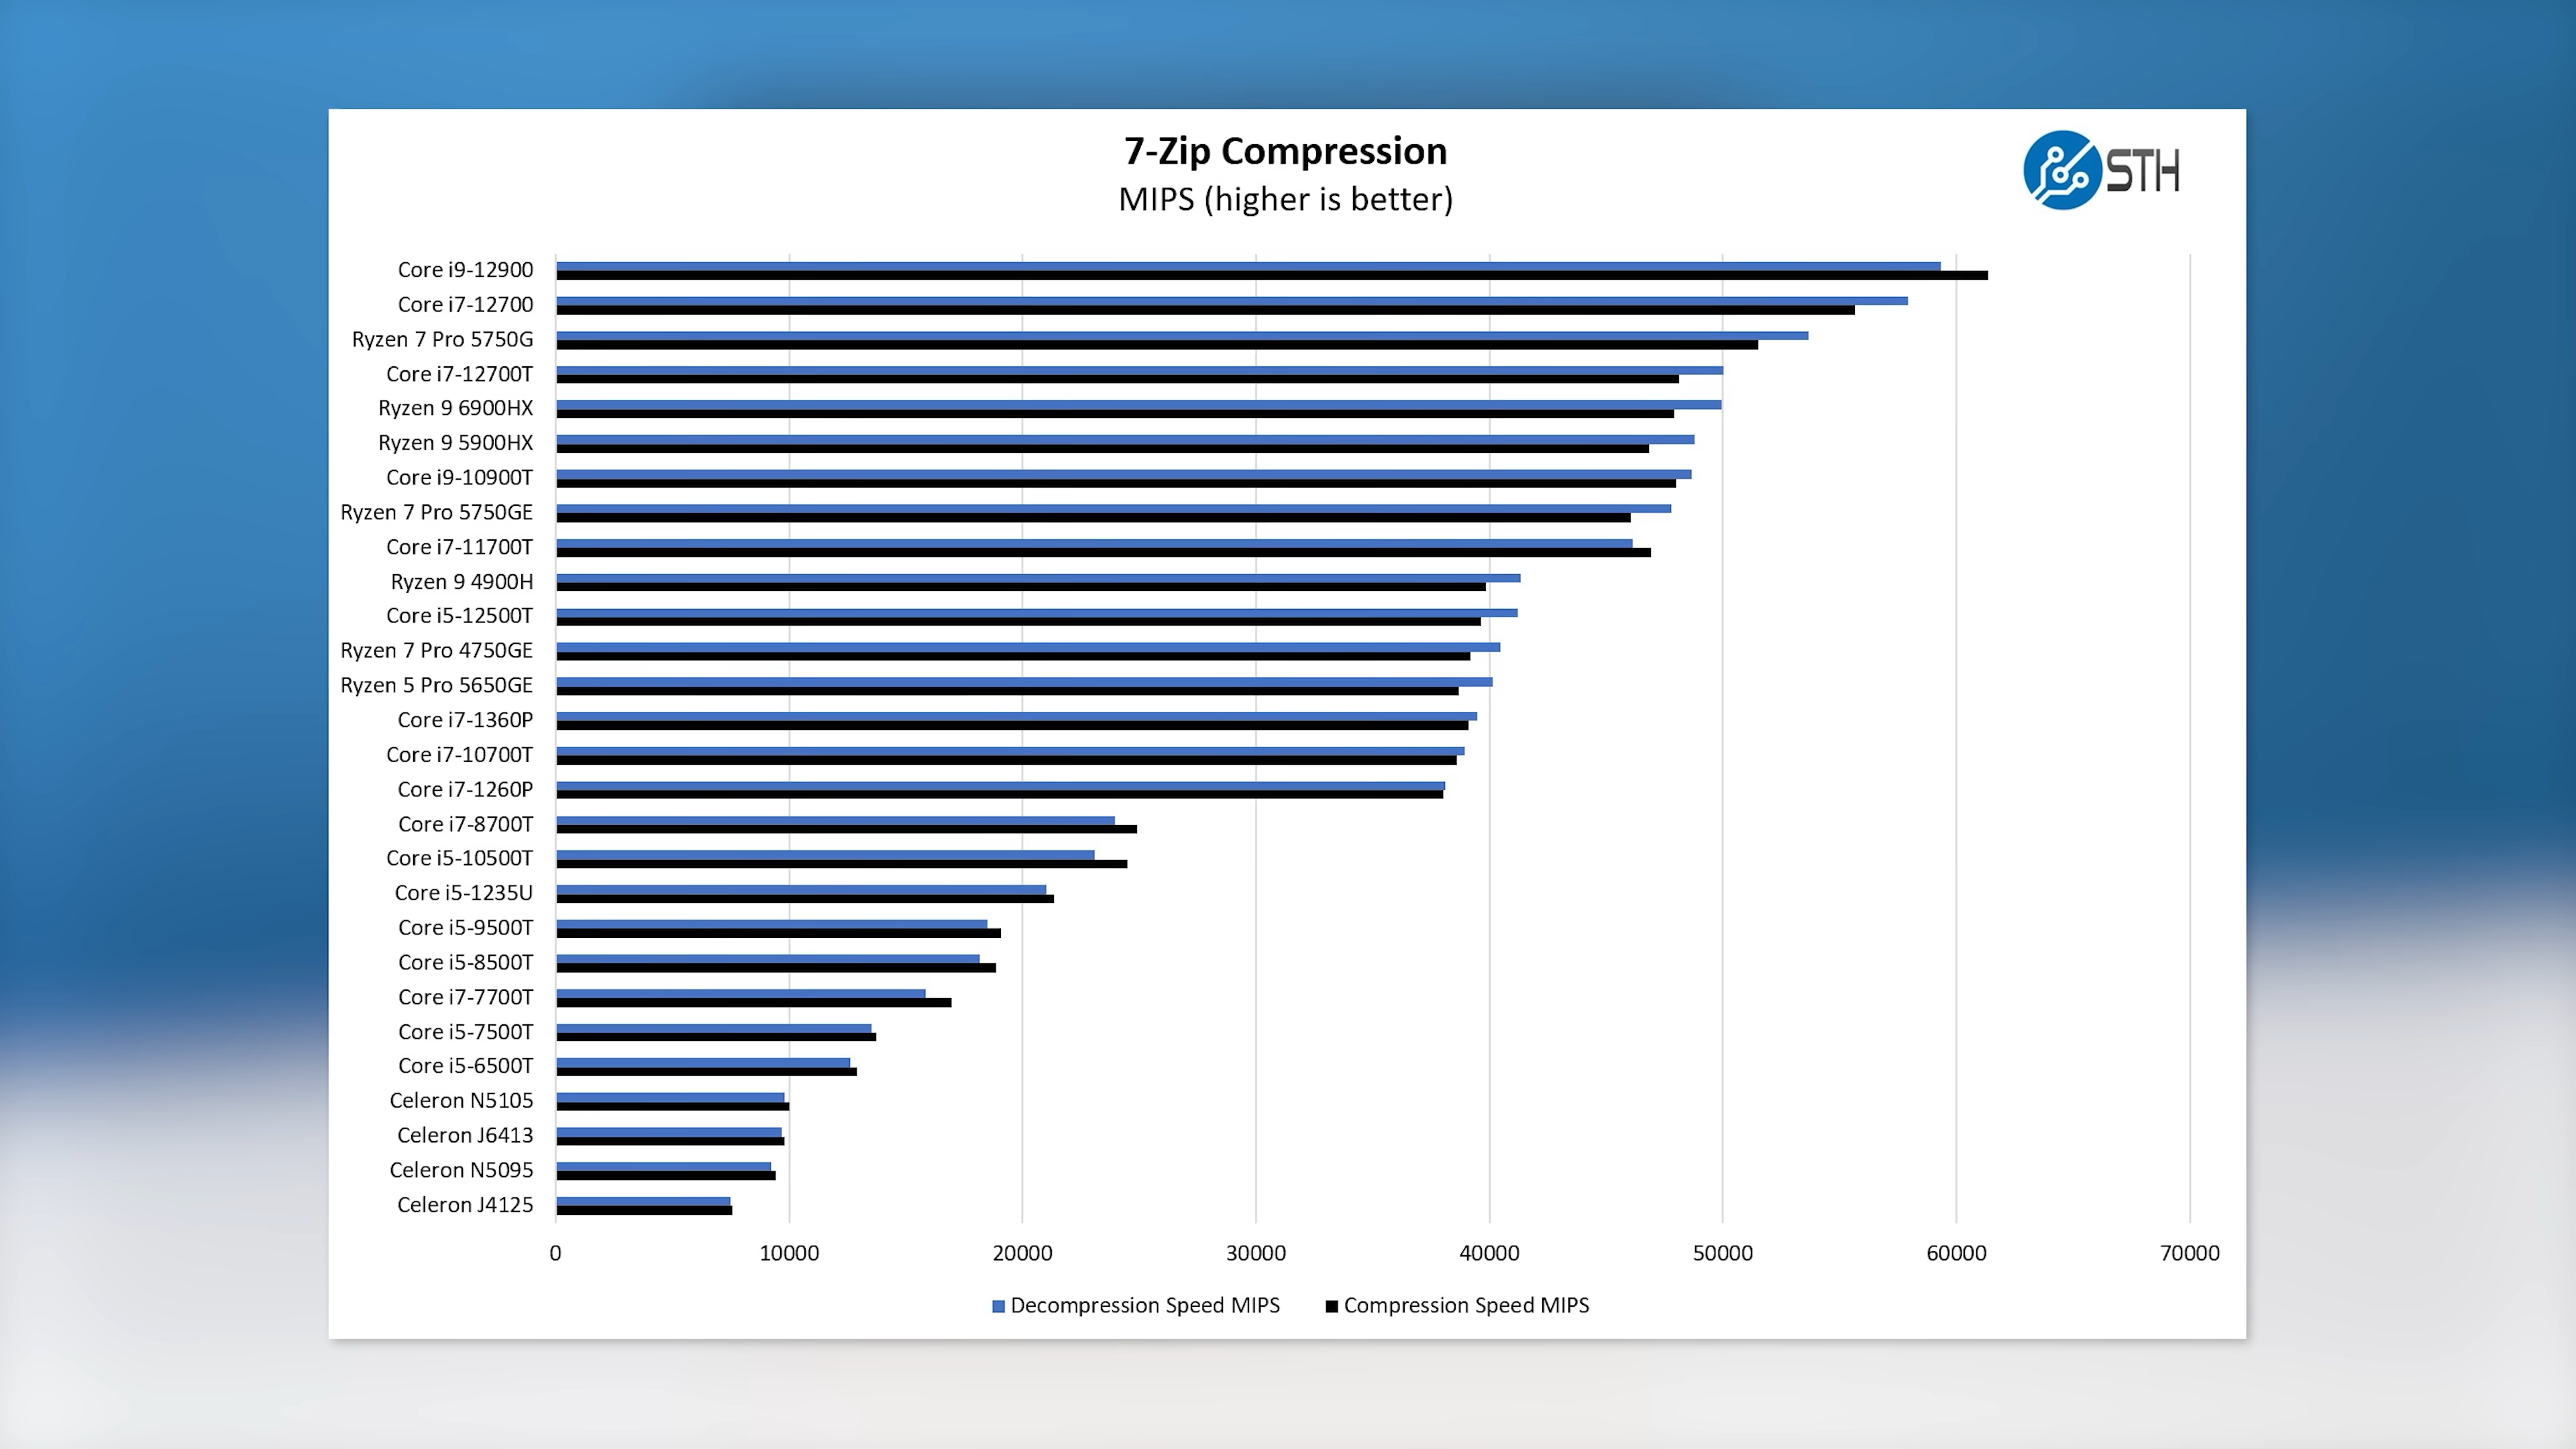 7-Zip Compression
MIPS (higher is better)
STH
Core i9-12900
Core i7-12700
Ryzen 7 Pro 5750G
Core i7-12700T
Ryzen 9 6900HX
Ryzen 9 5900HX
Core i9-10900T
Ryzen 7 Pro 5750GE
Core i7-11700T
Ryzen 9 4900H
Core i5-12500T
Ryzen 7 Pro 4750GE
Ryzen 5 Pro 5650GE
Core i7-1360P
Core i7-10700T
Core i7-1260P
Core i7-8700T
Core i5-10500T
Core i5-1235U
Core i5-9500T
Core i5-8500T
Core i7-7700T
Core i5-7500T
Core i5-6500T
Celeron N5105
Celeron J6413
Celeron N5095
Celeron J4125
0 10000 20000 30000 40000 50000 60000 70000
Decompression Speed MIPS Compression Speed MIPS